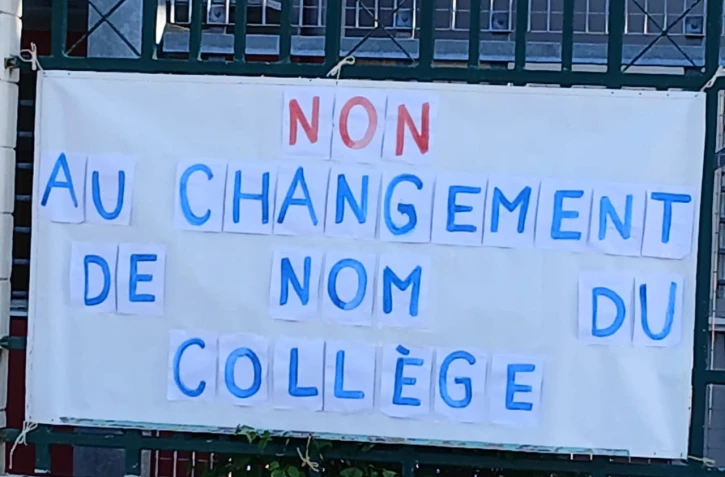 NON
AU CHANGEMENT
DE NOM DU
COLLÈGE